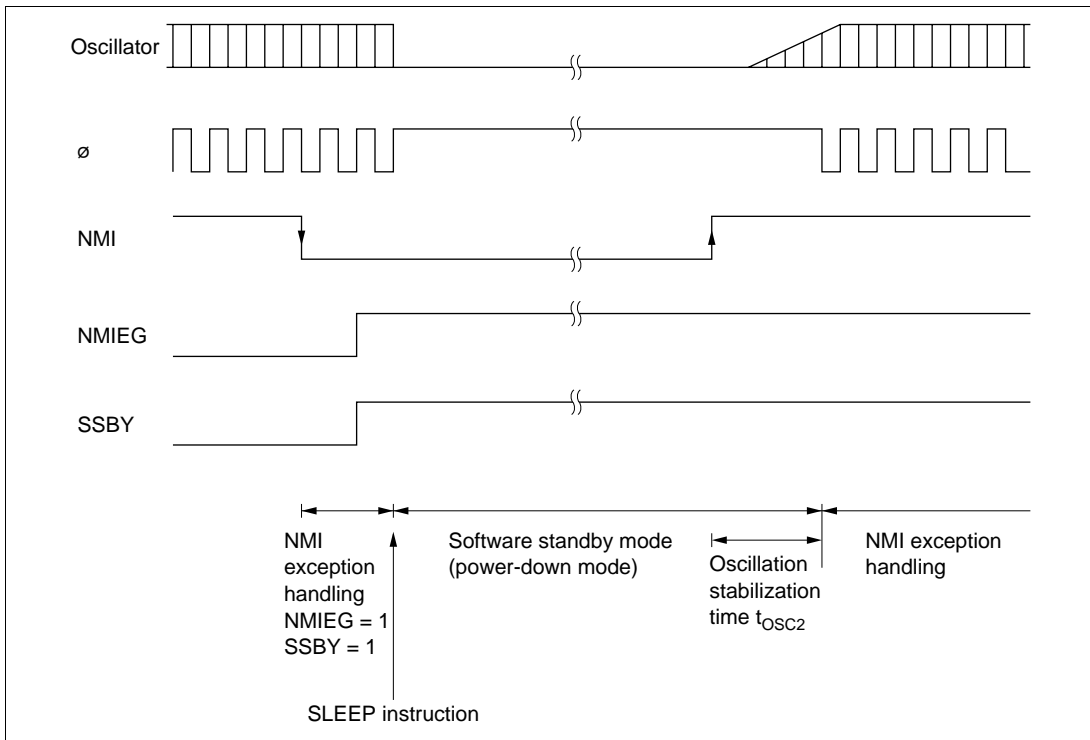 Oscillator
ø
NMI
NMIEG
SSBY
NMI
exception
handling
NMIEG = 1
SSBY = 1
Software standby mode
(power-down mode)
Oscillation
stabilization
time tOSC2
NMI exception
handling
SLEEP instruction